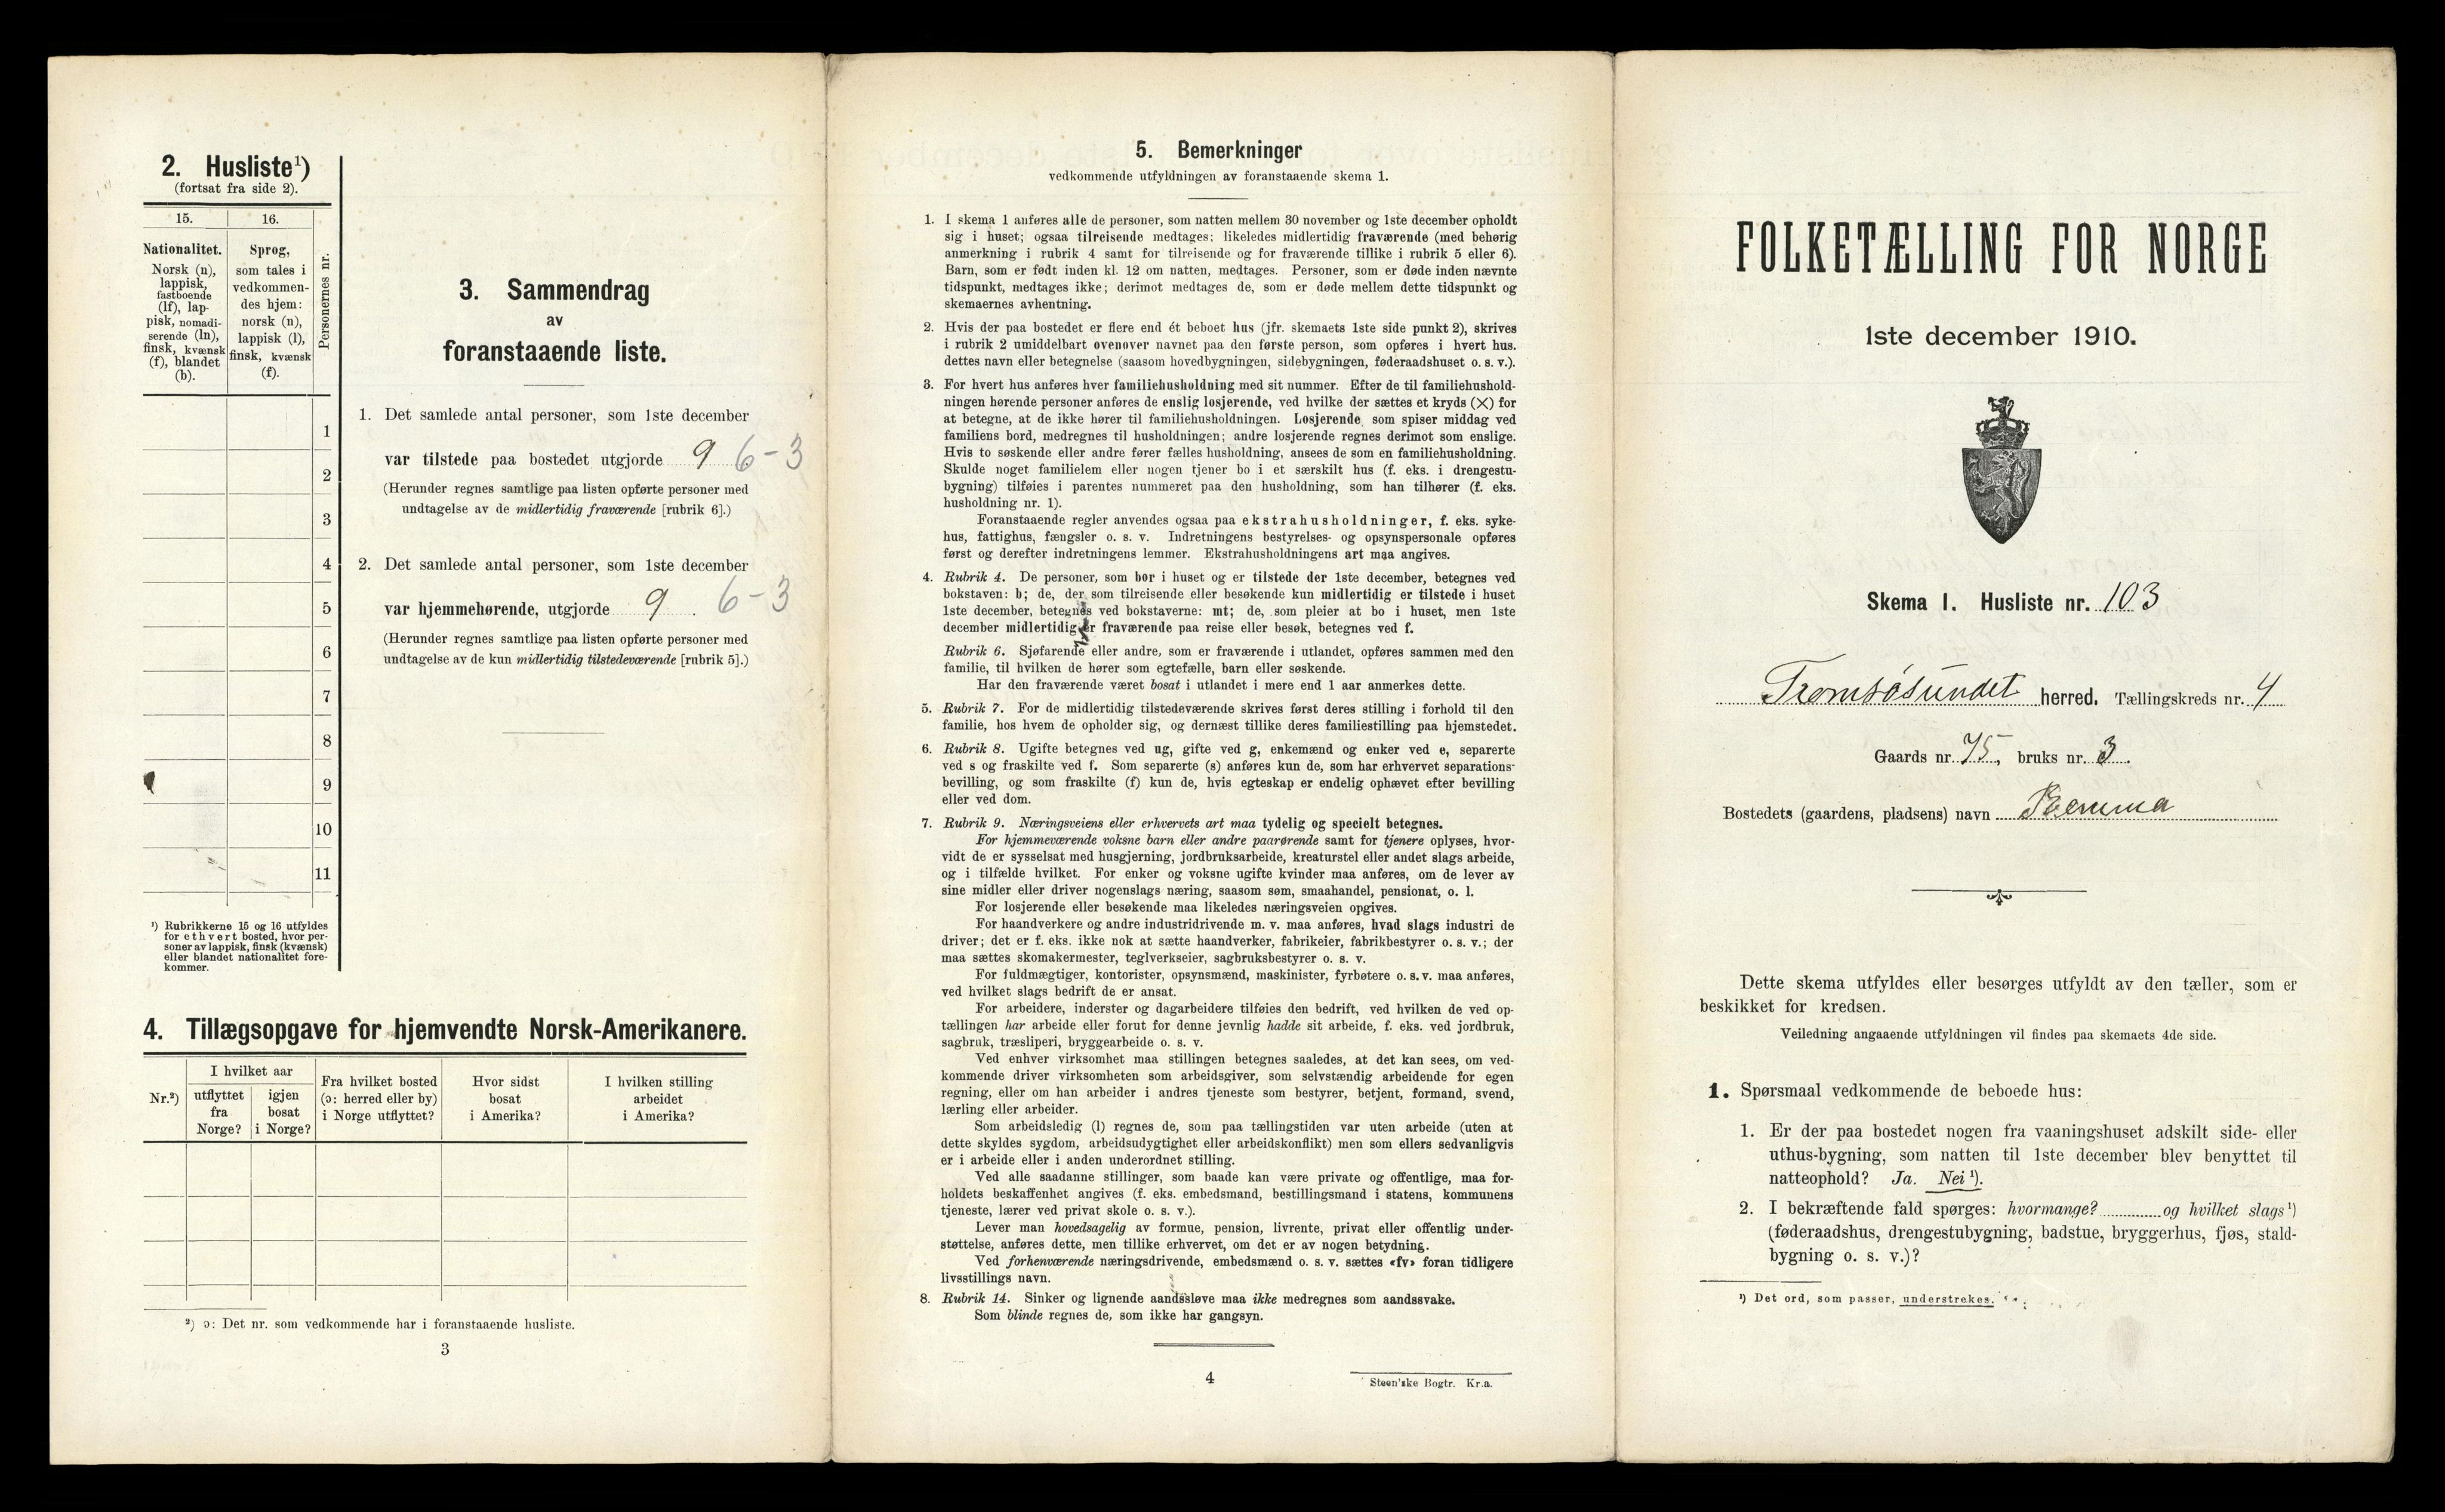 2. Husliste¹)
(fortsat fra side 2).
15.
16.
Personernes nr.
Nationalitet.
Norsk (n),
lappisk,
fastboende
(lf), lap-
pisk, nomadi-
serende (ln),
finsk, kvænsk
(f), blandet
(b).
Sprog,
som tales i
vedkommen-
des hjem:
norsk (n),
lappisk (l),
finsk, kvænsk
(f).
1
2
3
4
5
6
7
8
9
10
11
¹) Rubrikkerne 15 og 16 utfyldes
for ethvert bosted, hvor per-
soner av lappisk, finsk (kvænsk)
eller blandet nationalitet fore-
kommer.
3. Sammendrag
av
foranstaaende liste.
1. Det samlede antal personer, som 1ste december
var tilstede paa bostedet utgjorde 9 6-3
(Herunder regnes samtlige paa listen opførte personer med
undtagelse av de midlertidig fraværende [rubrik 6].)
2. Det samlede antal personer, som 1ste december
var hjemmehørende, utgjorde 9. 6-3
(Herunder regnes samtlige paa listen opførte personer med
undtagelse av de kun midlertidig tilstedeværende [rubrik 5].)
4. Tillægsopgave for hjemvendte Norsk-Amerikanere.
Nr.²)
I hvilket aar
utflyttet
fra
Norge?
igjen
bosat
i Norge?
Fra hvilket bosted
(ɔ: herred eller by)
i Norge utflyttet?
Hvor sidst
bosat
i Amerika?
I hvilken stilling
arbeidet
i Amerika?
²) ɔ: Det nr. som vedkommende har i foranstaaende husliste.
3
5. Bemerkninger
vedkommende utfyldningen av foranstaaende skema 1.
1. I skema 1 anføres alle de personer, som natten mellem 30 november og 1ste december opholdt
sig i huset; ogsaa tilreisende medtages; likeledes midlertidig fraværende (med behørig
anmerkning i rubrik 4 samt for tilreisende og for fraværende tillike i rubrik 5 eller 6).
Barn, som er født inden kl. 12 om natten, medtages. Personer, som er døde inden nævnte
tidspunkt, medtages ikke; derimot medtages de, som er døde mellem dette tidspunkt og
skemaernes avhentning.
2. Hvis der paa bostedet er flere end ét beboet hus (jfr. skemaets 1ste side punkt 2), skrives
i rubrik 2 umiddelbart ovenover navnet paa den første person, som opføres i hvert hus.
dettes navn eller betegnelse (saasom hovedbygningen, sidebygningen, føderaadshuset o. s. v.).
3. For hvert hus anføres hver familiehusholdning med sit nummer. Efter de til familiehushold-
ningen hørende personer anføres de enslig losjerende, ved hvilke der sættes et kryds (X) for
at betegne, at de ikke hører til familiehusholdningen. Losjerende som spiser middag ved
familiens bord, medregnes til husholdningen; andre losjerende regnes derimot som enslige.
Hvis to søskende eller andre fører fælles husholdning, ansees de som en familiehusholdning.
Skulde noget familielem eller nogen tjener bo i et særskilt hus (f. eks. i drengestu-
bygning) tilføies i parentes nummeret paa den husholdning, som han tilhører (f. eks.
husholdning nr. 1).
Foranstaaende regler anvendes ogsaa paa ekstrahusholdninger, f. eks. syke-
hus, fattighus, fængsler o. s. v. Indretningens bestyrelses- og opsynspersonale opføres
først og derefter indretningens lemmer. Ekstrahusholdningens art maa angives.
4. Rubrik 4. De personer, som bor i huset og er tilstede der 1ste december, betegnes ved
bokstaven: b; de, der som tilreisende eller besøkende kun midlertidig er tilstede i huset
1ste december, betegnes ved bokstaverne: mt; de, som pleier at bo i huset, men 1ste
december midlertidig er fraværende paa reise eller besøk, betegnes ved f.
Rubrik 6. Sjøfarende eller andre, som er fraværende i utlandet, opføres sammen med den
familie, til hvilken de hører som egtefælle, barn eller søskende.
Har den fraværende været bosat i utlandet i mere end 1 aar anmerkes dette.
5. Rubrik 7. For de midlertidig tilstedeværende skrives først deres stilling i forhold til den
familie, hos hvem de opholder sig, og dernæst tillike deres familiestilling paa hjemstedet.
6. Rubrik 8. Ugifte betegnes ved ug, gifte ved g, enkemænd og enker ved e, separerte
ved s og fraskilte ved f. Som separerte (s) anføres kun de, som har erhvervet separations-
bevilling, og som fraskilte (f) kun de, hvis egteskap er endelig ophævet efter bevilling
eller ved dom.
7. Rubrik 9. Næringsveiens eller erhvervets art maa tydelig og specielt betegnes.
For hjemmeværende voksne barn eller andre paarørende samt for tjenere oplyses, hvor-
vidt de er sysselsat med husgjerning, jordbruksarbeide, kreaturstel eller andet slags arbeide,
og i tilfælde hvilket. For enker og voksne ugifte kvinder maa anføres, om de lever av
sine midler eller driver nogenslags næring, saasom søm, smaahandel, pensionat, o. l.
For losjerende eller besøkende maa likeledes næringsveien opgives.
For haandverkere og andre industridrivende m. v. maa anføres, hvad slags industri de
driver; det er f. eks. ikke nok at sætte haandverker, fabrikeier, fabrikbestyrer o. s. v.; der
maa sættes skomakermester, teglverkseier, sagbruksbestyrer o. s. v.
For fuldmægtiger, kontorister, opsynsmænd, maskinister, fyrbøtere o. s. v. maa anføres,
ved hvilket slags bedrift de er ansat.
For arbeidere, inderster og dagarbeidere tilføies den bedrift, ved hvilken de ved op-
tællingen har arbeide eller forut for denne jevnlig hadde sit arbeide, f. eks. ved jordbruk,
sagbruk, træsliperi, bryggearbeide o. s. v.
Ved enhver virksomhet maa stillingen betegnes saaledes, at det kan sees, om ved-
kommende driver virksomheten som arbeidsgiver, som selvstændig arbeidende for egen
regning, eller om han arbeider i andres tjeneste som bestyrer, betjent, formand, svend,
lærling eller arbeider.
Som arbeidsledig (l) regnes de, som paa tællingstiden var uten arbeide (uten at
dette skyldes sygdom, arbeidsudygtighet eller arbeidskonflikt) men som ellers sedvanligvis
er i arbeide eller i anden underordnet stilling.
Ved alle saadanne stillinger, som baade kan være private og offentlige, maa for-
holdets beskaffenhet angives (f. eks. embedsmand, bestillingsmand i statens, kommunens
tjeneste, lærer ved privat skole o. s. v.).
Lever man hovedsagelig av formue, pension, livrente, privat eller offentlig under-
støttelse, anføres dette, men tillike erhvervet, om det er av nogen betydning.
Ved forhenværende næringsdrivende, embedsmænd o. s. v. sættes «fv» foran tidligere
livsstillings navn.
8. Rubrik 14. Sinker og lignende aandssløve maa ikke medregnes som aandssvake.
Som blinde regnes de, som ikke har gangsyn.
4
Steen'ske Bogtr. Kr.a.
FOLKETÆLLING FOR NORGE
1ste december 1910.
Skema 1. Husliste nr. 103
Tromsøsundet herred. Tællingskreds nr. 4
Gaards nr. 75, bruks nr. 3.
Bostedets (gaardens, pladsens) navn Bremna
Dette skema utfyldes eller besørges utfyldt av den tæller, som er
beskikket for kredsen.
Veiledning angaaende utfyldningen vil findes paa skemaets 4de side.
1. Spørsmaal vedkommende de beboede hus:
1. Er der paa bostedet nogen fra vaaningshuset adskilt side- eller
uthus-bygning, som natten til 1ste december blev benyttet til
natteophold? Ja. Nei ¹).
2. I bekræftende fald spørges: hvormange? og hvilket slags ¹)
(føderaadshus, drengestubygning, badstue, bryggerhus, fjøs, stald-
bygning o. s. v.)?
¹) Det ord, som passer, understrekes.